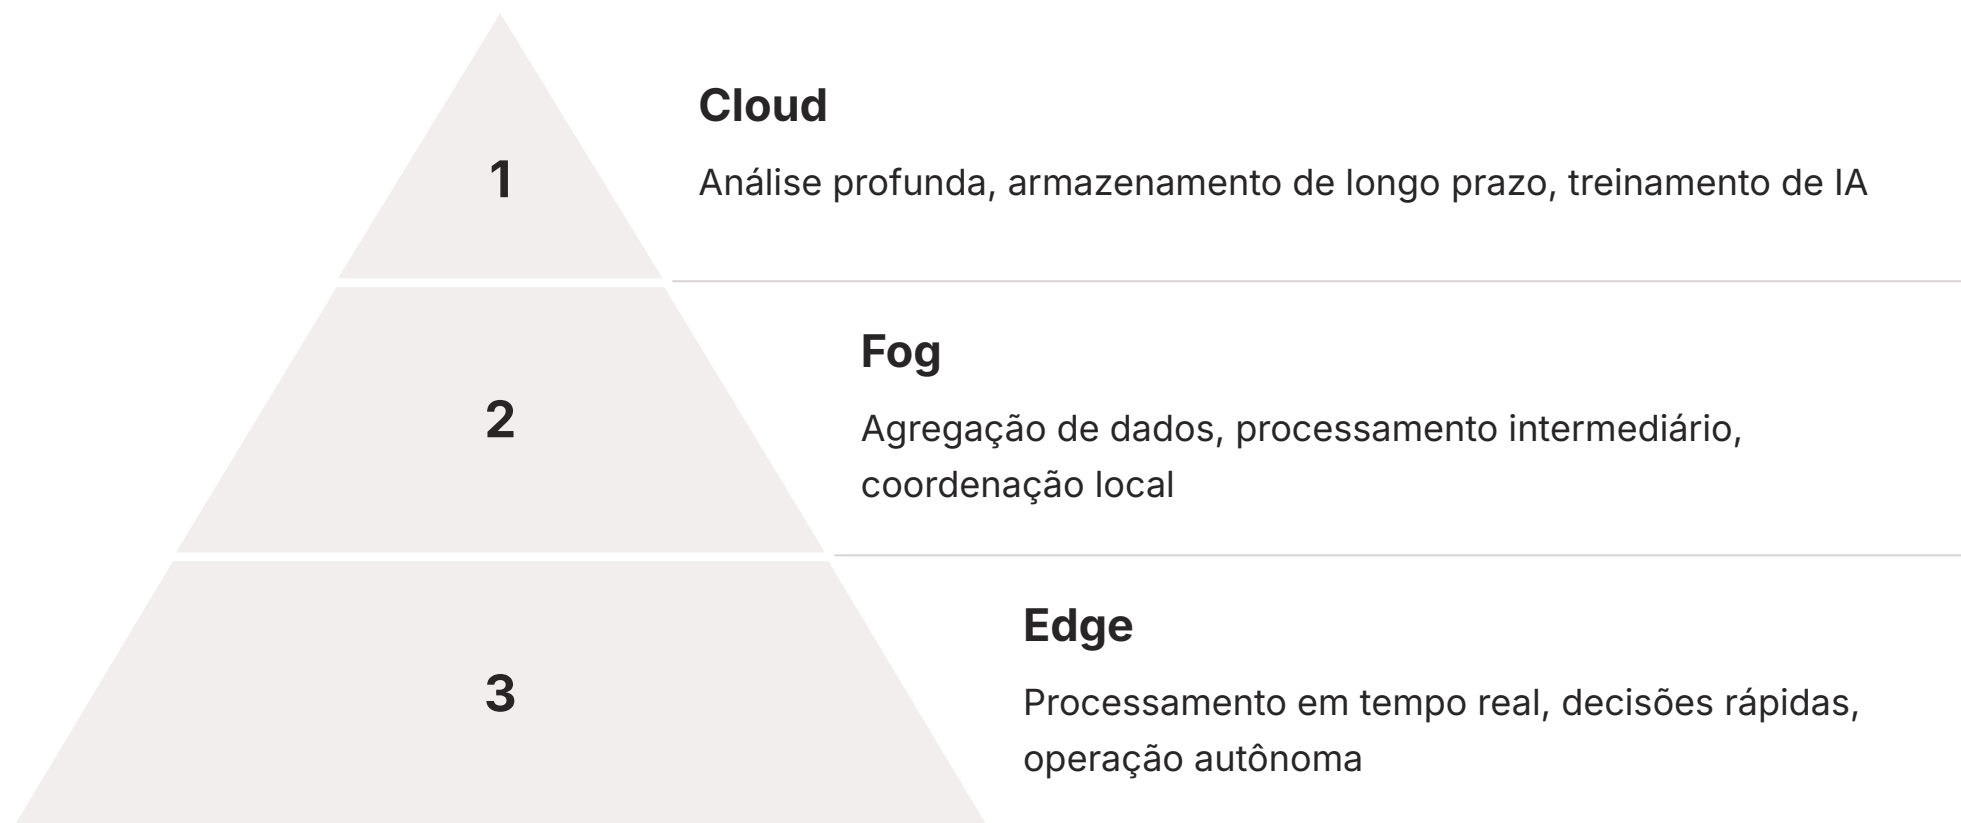 1
Cloud
Análise profunda, armazenamento de longo prazo, treinamento de IA
2
Fog
Agregação de dados, processamento intermediário,
coordenação local
3
Edge
Processamento em tempo real, decisões rápidas,
operação autônoma